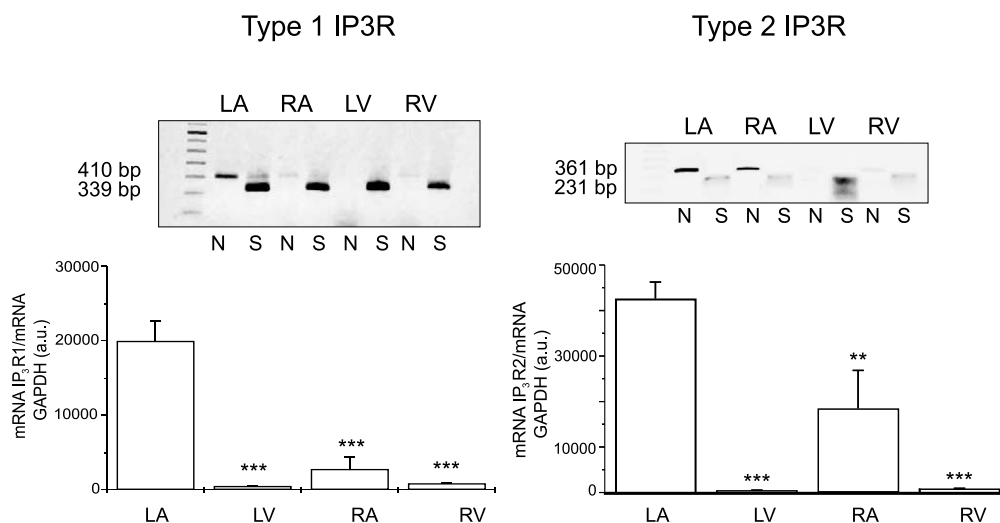 Type 1 IP3R
LA RA LV RV
410 bp
339 bp
N S N S N S N S
mRNA IP3R1/mRNA
GAPDH (a.u.)
30000
20000
10000
0
***
***
***
LA LV RA RV
Type 2 IP3R
LA RA LV RV
361 bp
231 bp
N S N S N S N S
mRNA IP3R2/mRNA
GAPDH (a.u.)
50000
30000
10000
0
***
**
***
LA LV RA RV